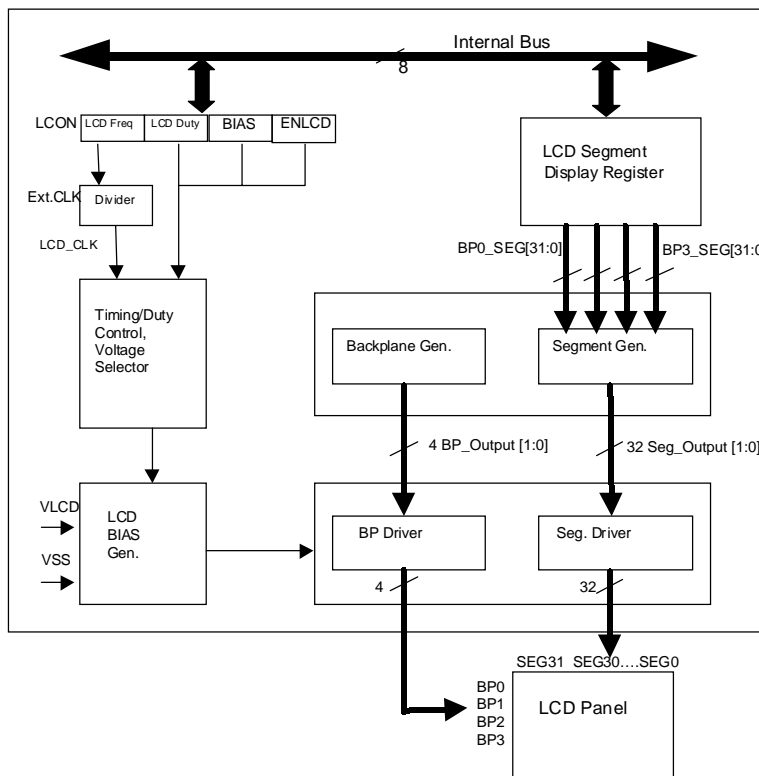 Internal Bus
8
LCON
LCD Freq
LCD Duty
BIAS
ENLCD
LCD Segment
Display Register
Ext.CLK
Divider
LCD_CLK
BP0_SEG[31:0]
BP3_SEG[31:0
Timing/Duty
Control,
Voltage
Selector
Backplane Gen.
Segment Gen.
4 BP_Output [1:0]
32 Seg_Output [1:0]
VLCD
VSS
LCD
BIAS
Gen.
BP Driver
Seg. Driver
4
32
SEG31 SEG30....SEG0
BP0
BP1
BP2
BP3
LCD Panel